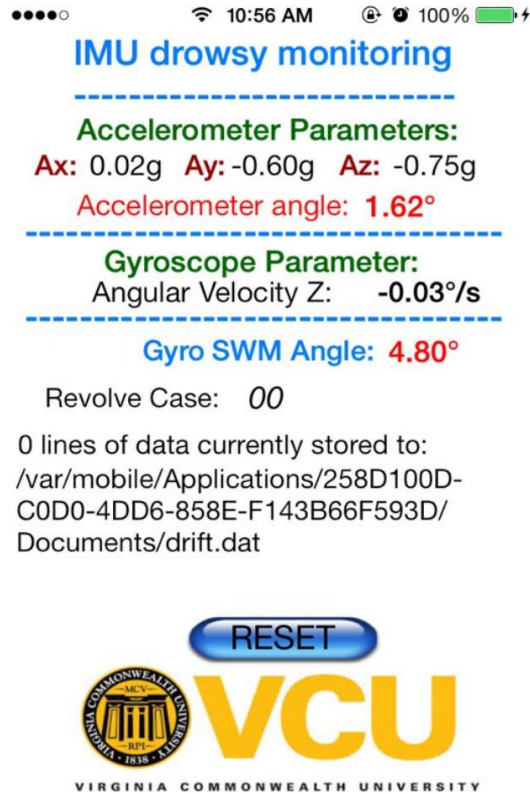 10:56 AM 100%
IMU drowsy monitoring
Accelerometer Parameters:
Ax: 0.02g Ay: -0.60g Az: -0.75g
Accelerometer angle: 1.62°
Gyroscope Parameter:
Angular Velocity Z: -0.03°/s
Gyro SWM Angle: 4.80°
Revolve Case: 00
0 lines of data currently stored to:
/var/mobile/Applications/258D100D-
C0D0-4DD6-858E-F143B66F593D/
Documents/drift.dat
RESET
VIRGINIA COMMONWEALTH UNIVERSITY
MCV
RPI
1838
VCU
VIRGINIA COMMONWEALTH UNIVERSITY